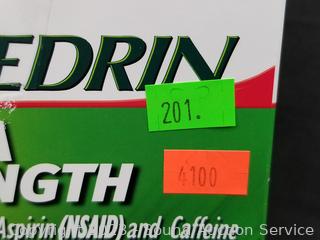 EDRIN
201.
A
NGTH
4100
Aspirin (NSAID) and Caffeine